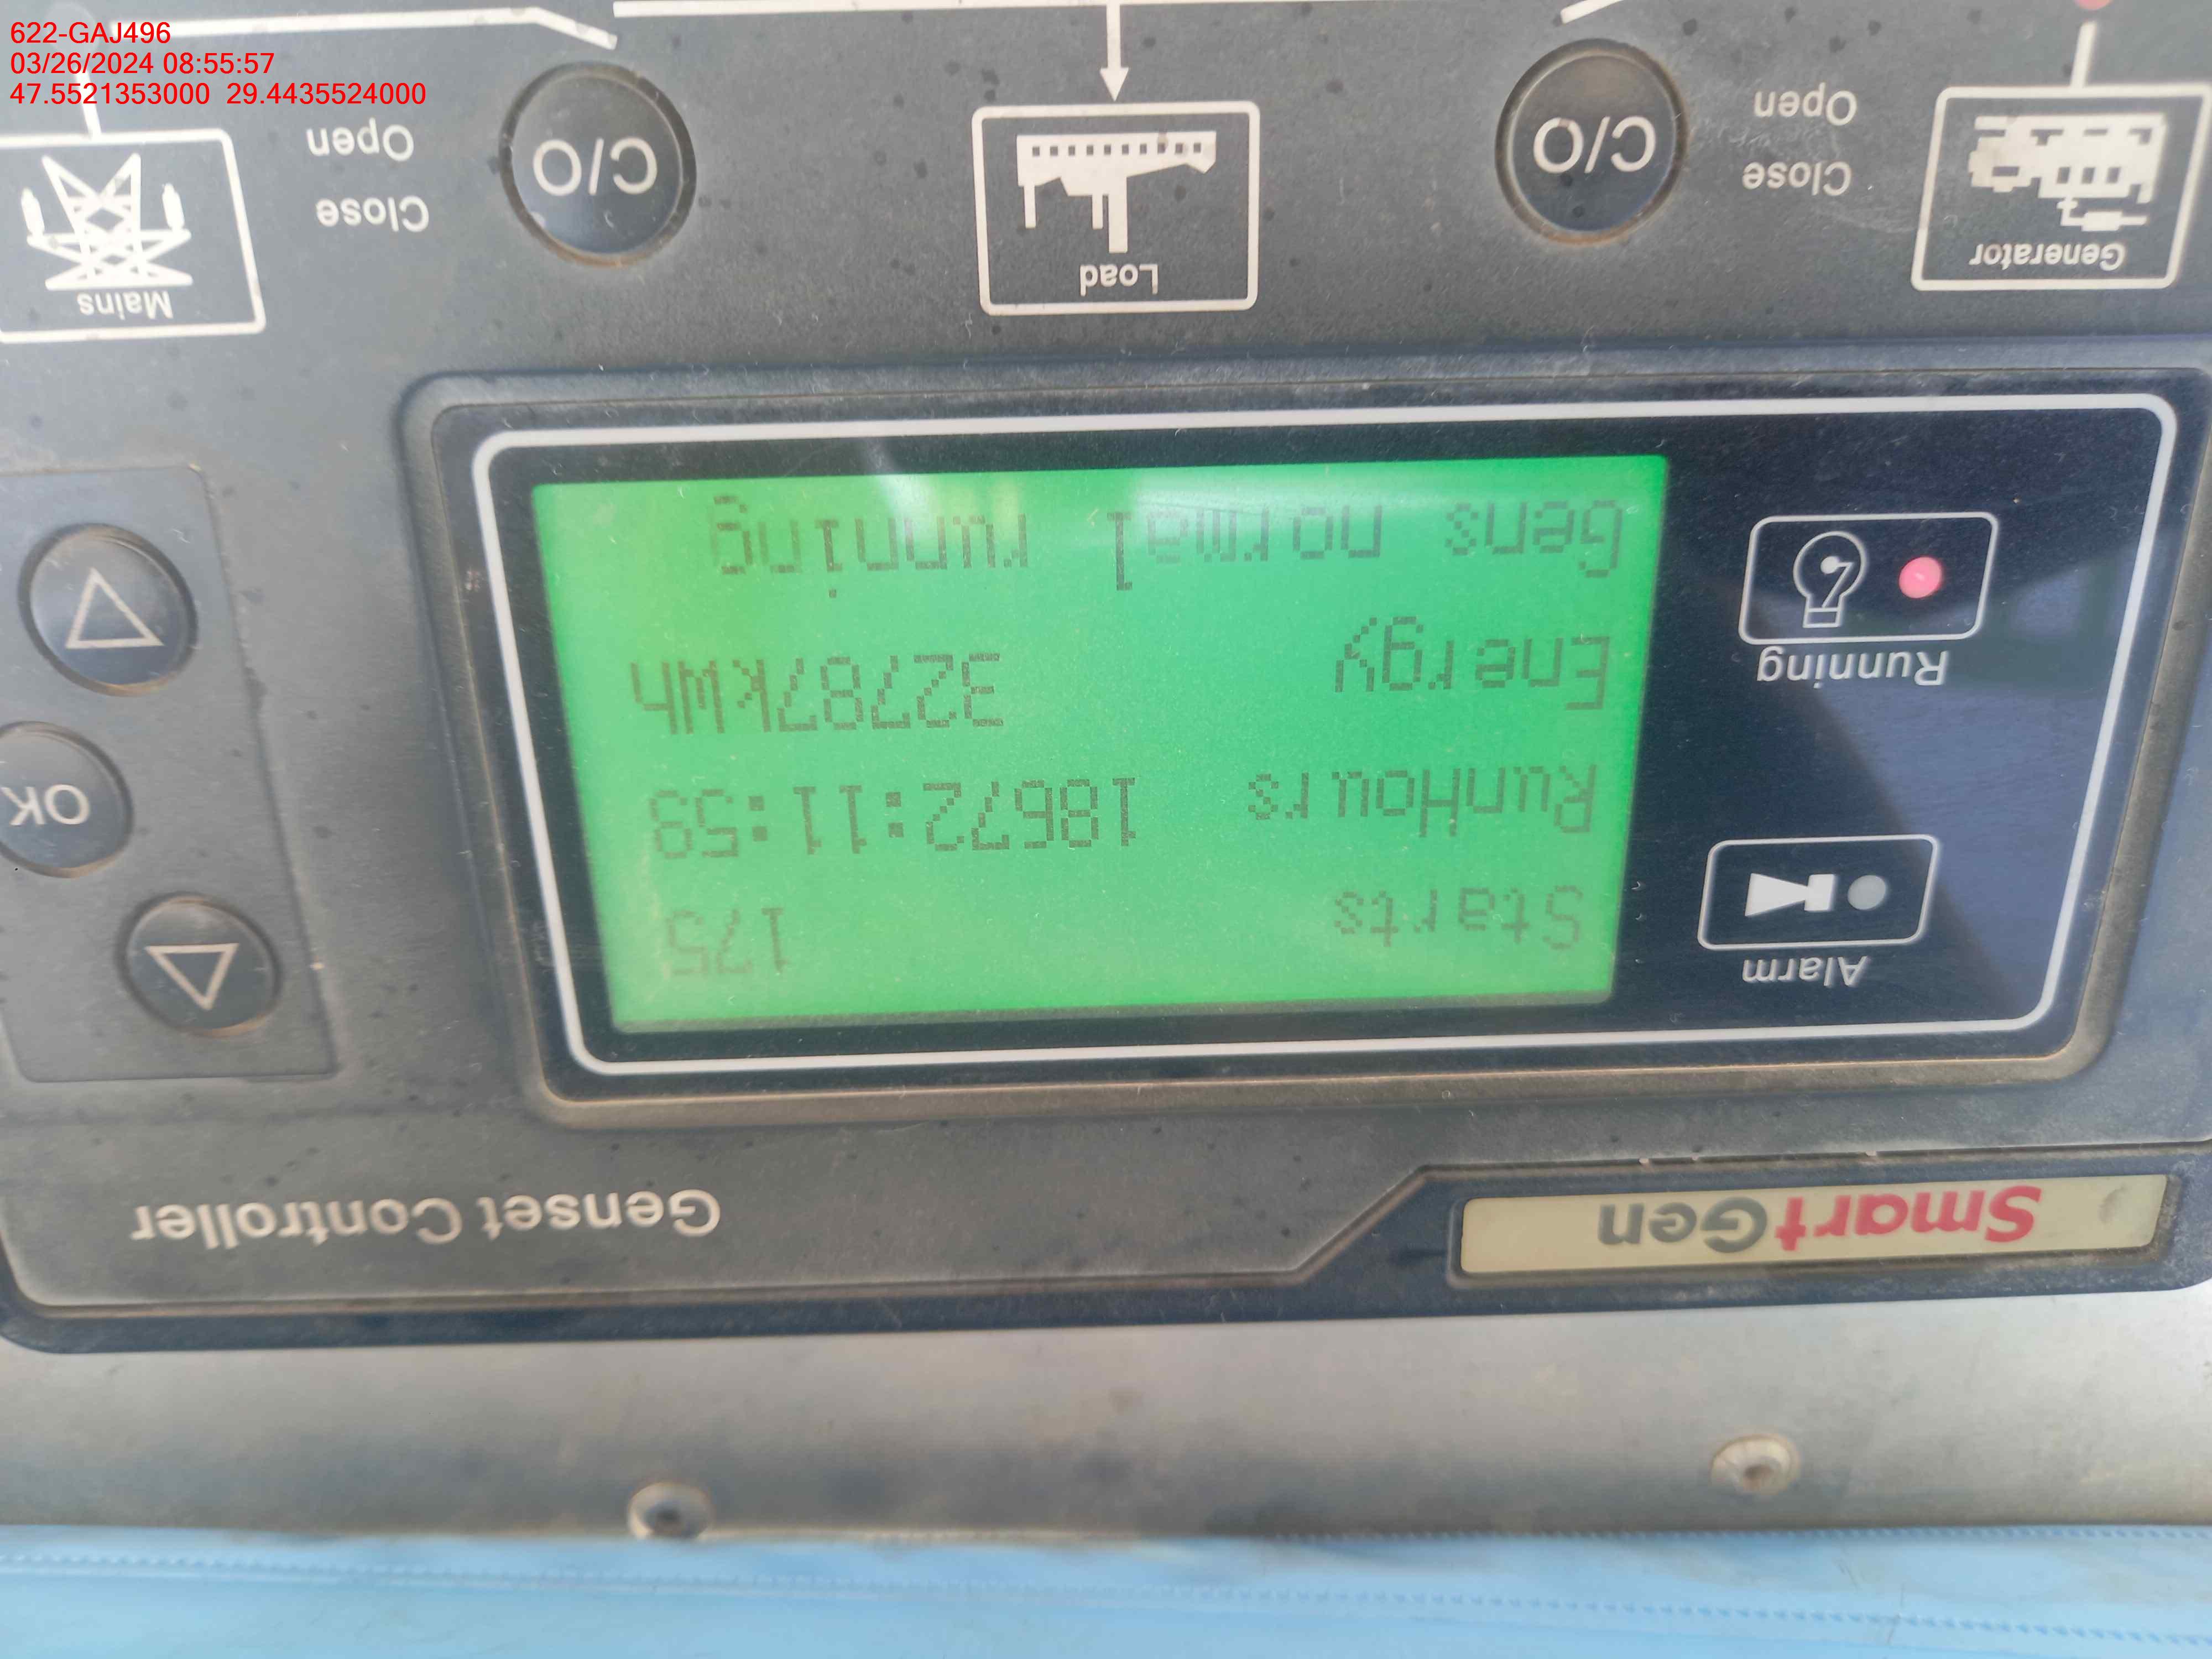 622-GAJ496
03/26/2024 08:55:57
47.5521353000 29.4435524000
SmartGen
Genset Controller
Alarm
Running
Starts 175
RunHours 18672:11:53
Energy 32787kWh
Gens normal running
OK
Generator
Close
Open
C/O
Load
C/O
Close
Open
Mains